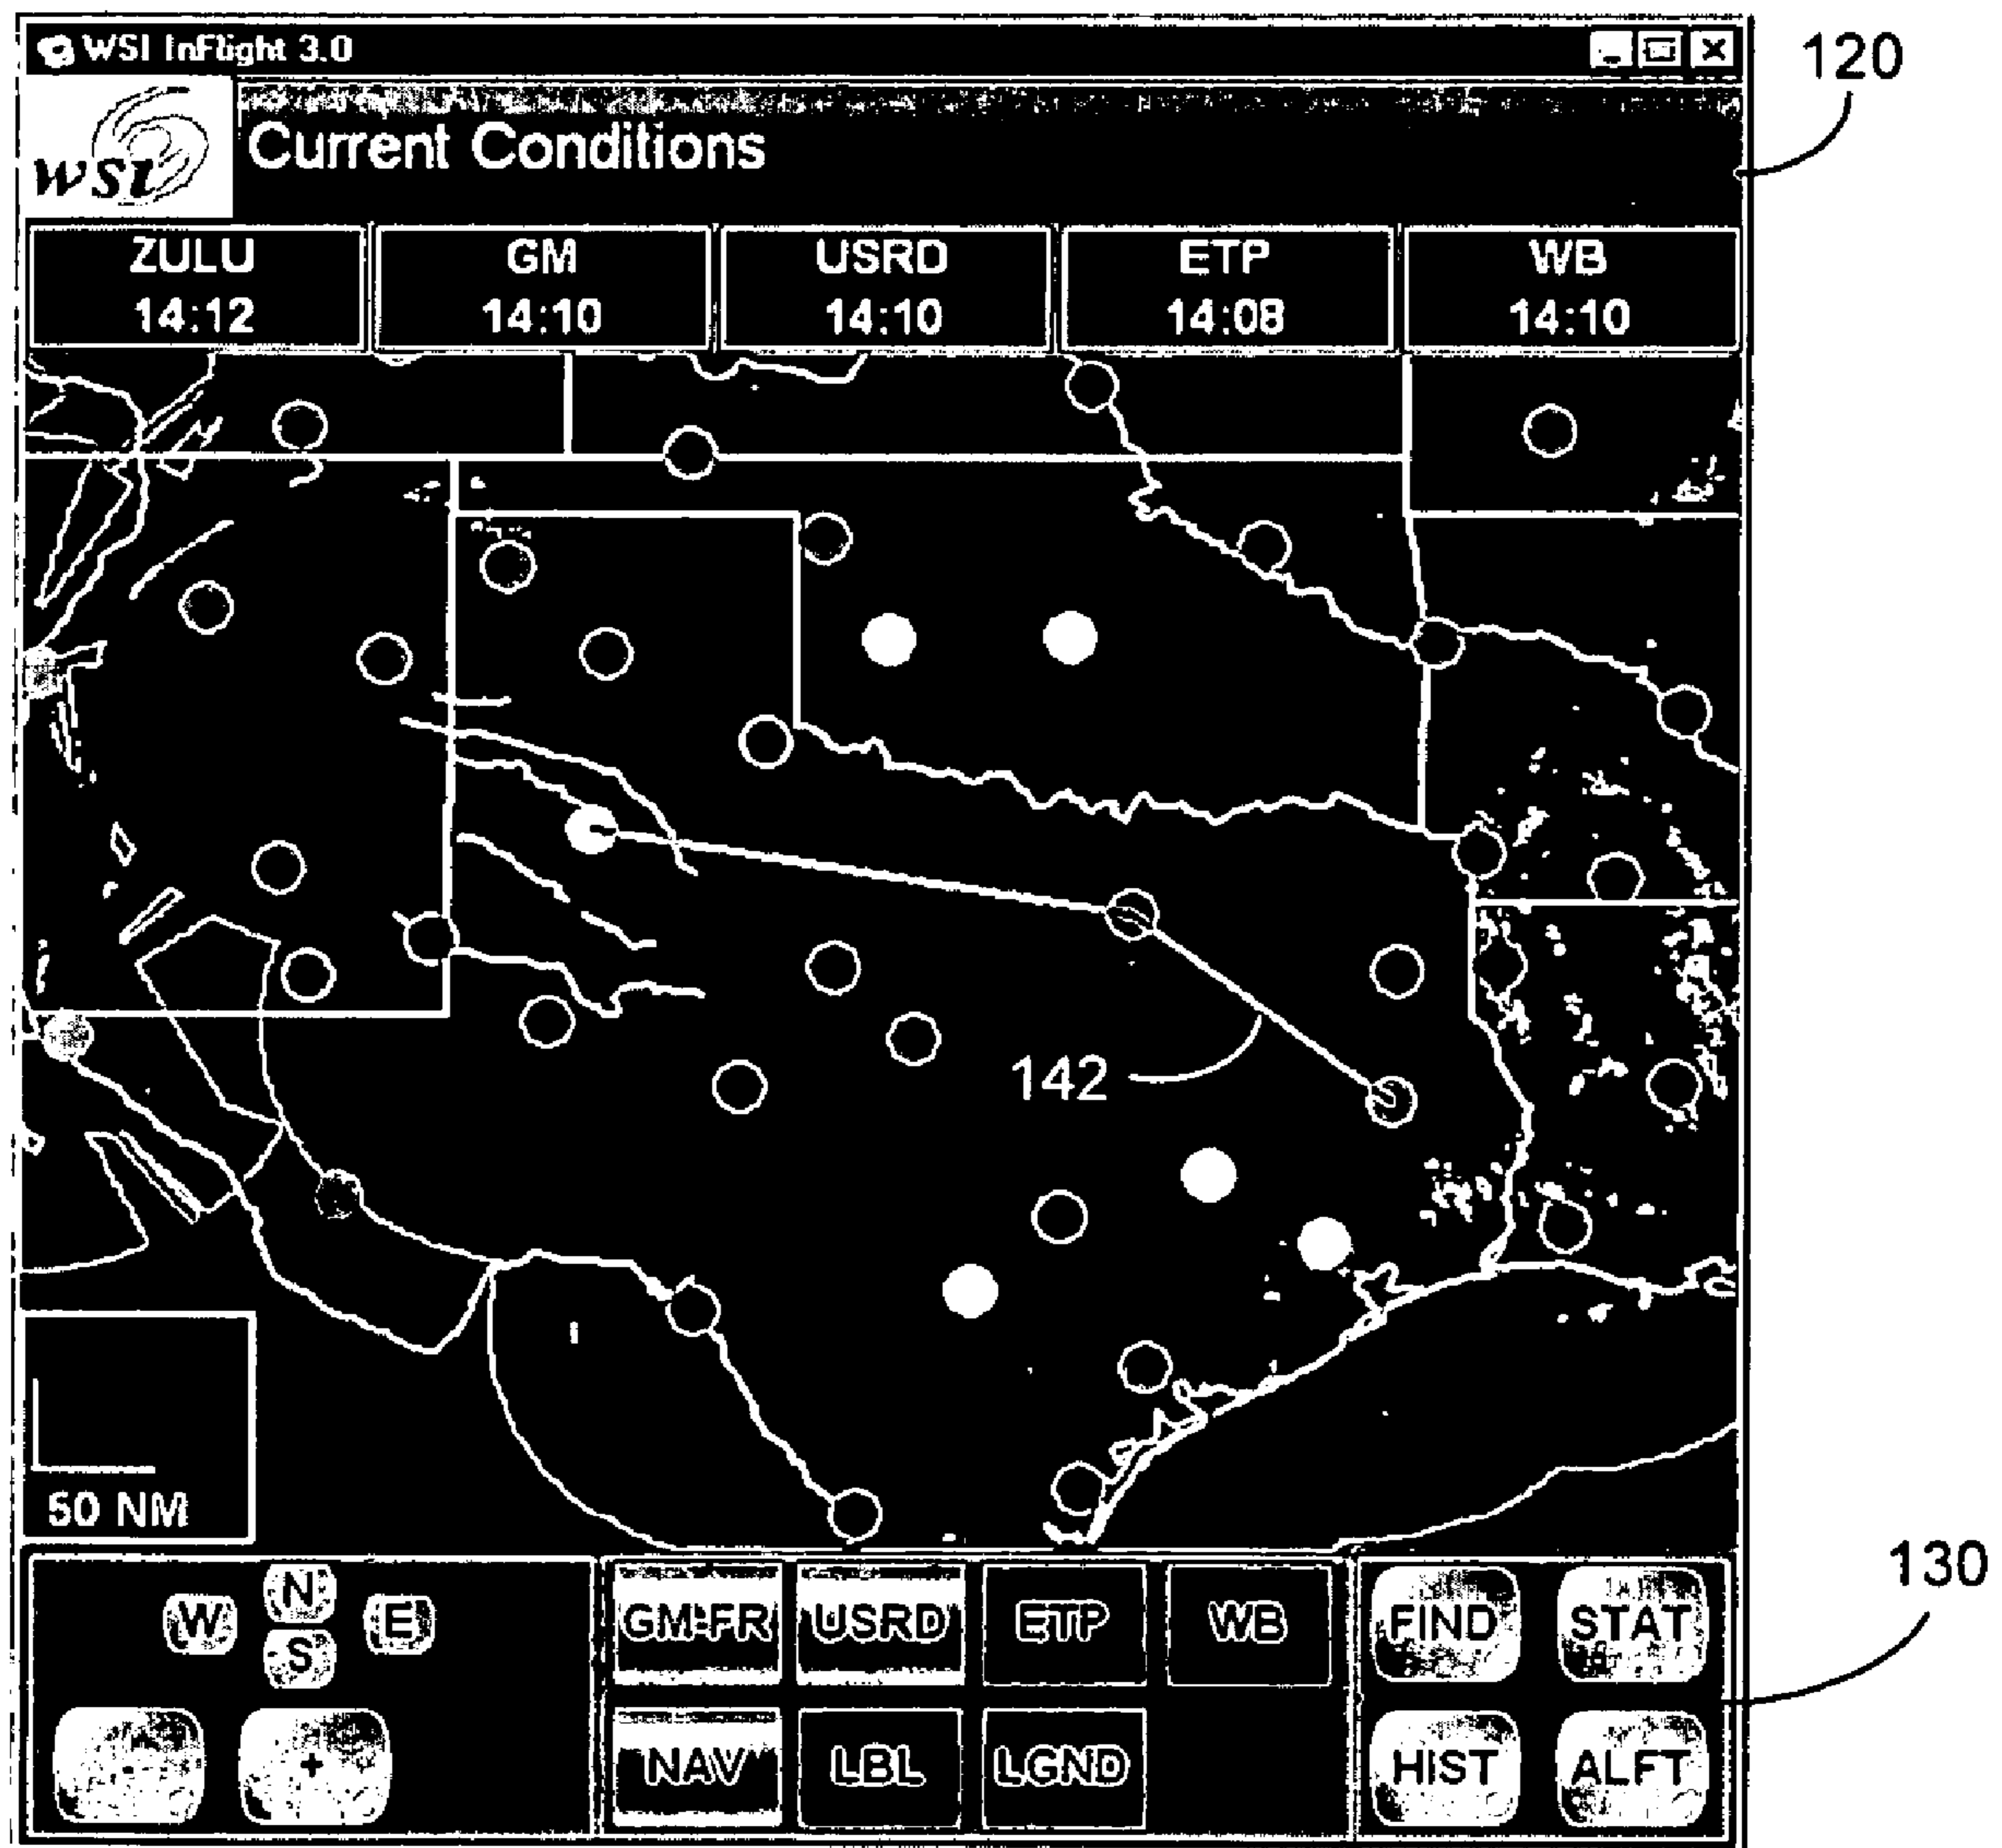 WSI InFlight 3.0
120
WSI
Current Conditions
ZULU GM USRD ETP WB
14:12 14:10 14:10 14:08 14:10
142
50 NM
130
N
W E
S
GM-FR USRD ETP WB FIND STAT
- +
NAV LBL LGND HIST ALFT